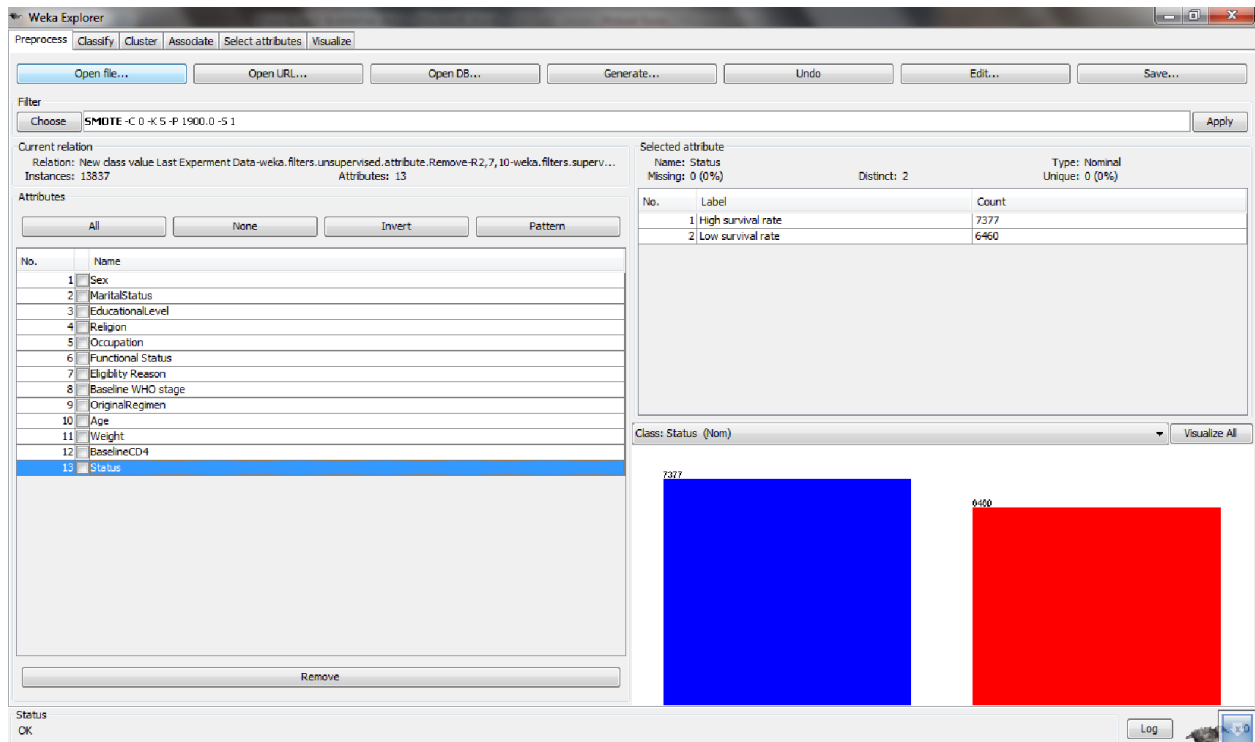 Weka Explorer
Preprocess Classify Cluster Associate Select attributes Visualize
Open file... Open URL... Open DB... Generate... Undo Edit... Save...
Filter
Choose SMOTE -C 0 -K 5 -P 1900.0 -S 1 Apply
Current relation
Relation: New class value Last Experment Data-weka.filters.unsupervised.attribute.Remove-R2,7,10-weka.filters.superv...
Instances: 13837 Attributes: 13
Attributes
All None Invert Pattern
No. Name
1 Sex
2 MaritalStatus
3 EducationalLevel
4 Religion
5 Occupation
6 Functional Status
7 Eligiblity Reason
8 Baseline WHO stage
9 OriginalRegimen
10 Age
11 Weight
12 BaselineCD4
13 Status
Remove
Selected attribute
Name: Status Type: Nominal
Missing: 0 (0%) Distinct: 2 Unique: 0 (0%)
No. Label Count
1 High survival rate 7377
2 Low survival rate 6460
Class: Status (Nom) Visualize All
7377
6460
Status
OK Log x 0